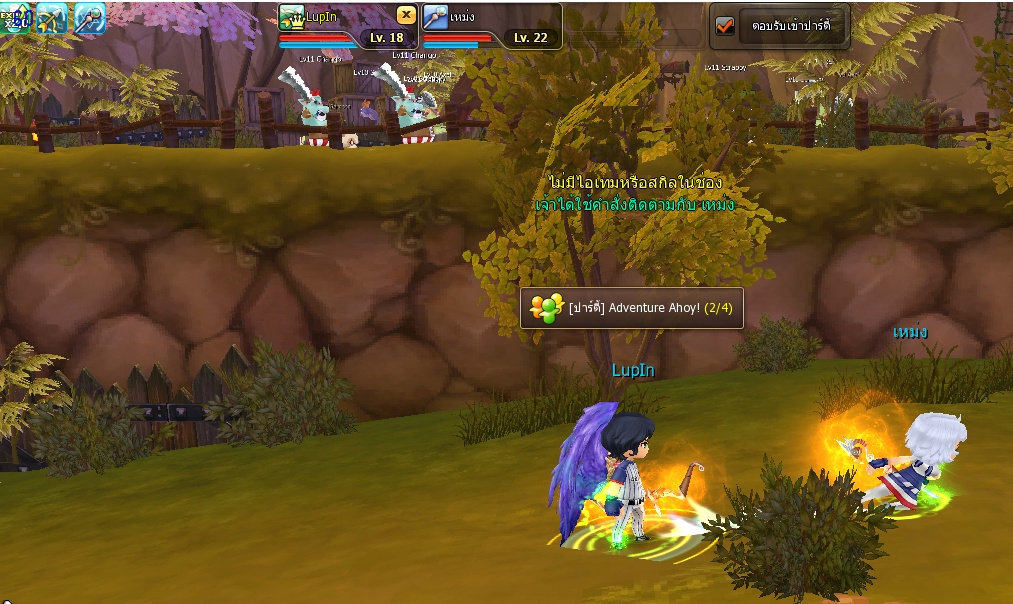 LupIn
เหม่ง
Lv. 18
Lv. 22
ตอบรับเข้าปาร์ตี้
Lv11 Scrappy
ไม่มีไอเทมหรือสกิลในช่อง
เจ้าได้ใช้คำสั่งติดตามกับ เหม่ง
[ปาร์ตี้] Adventure Ahoy! (2/4)
เหม่ง
LupIn